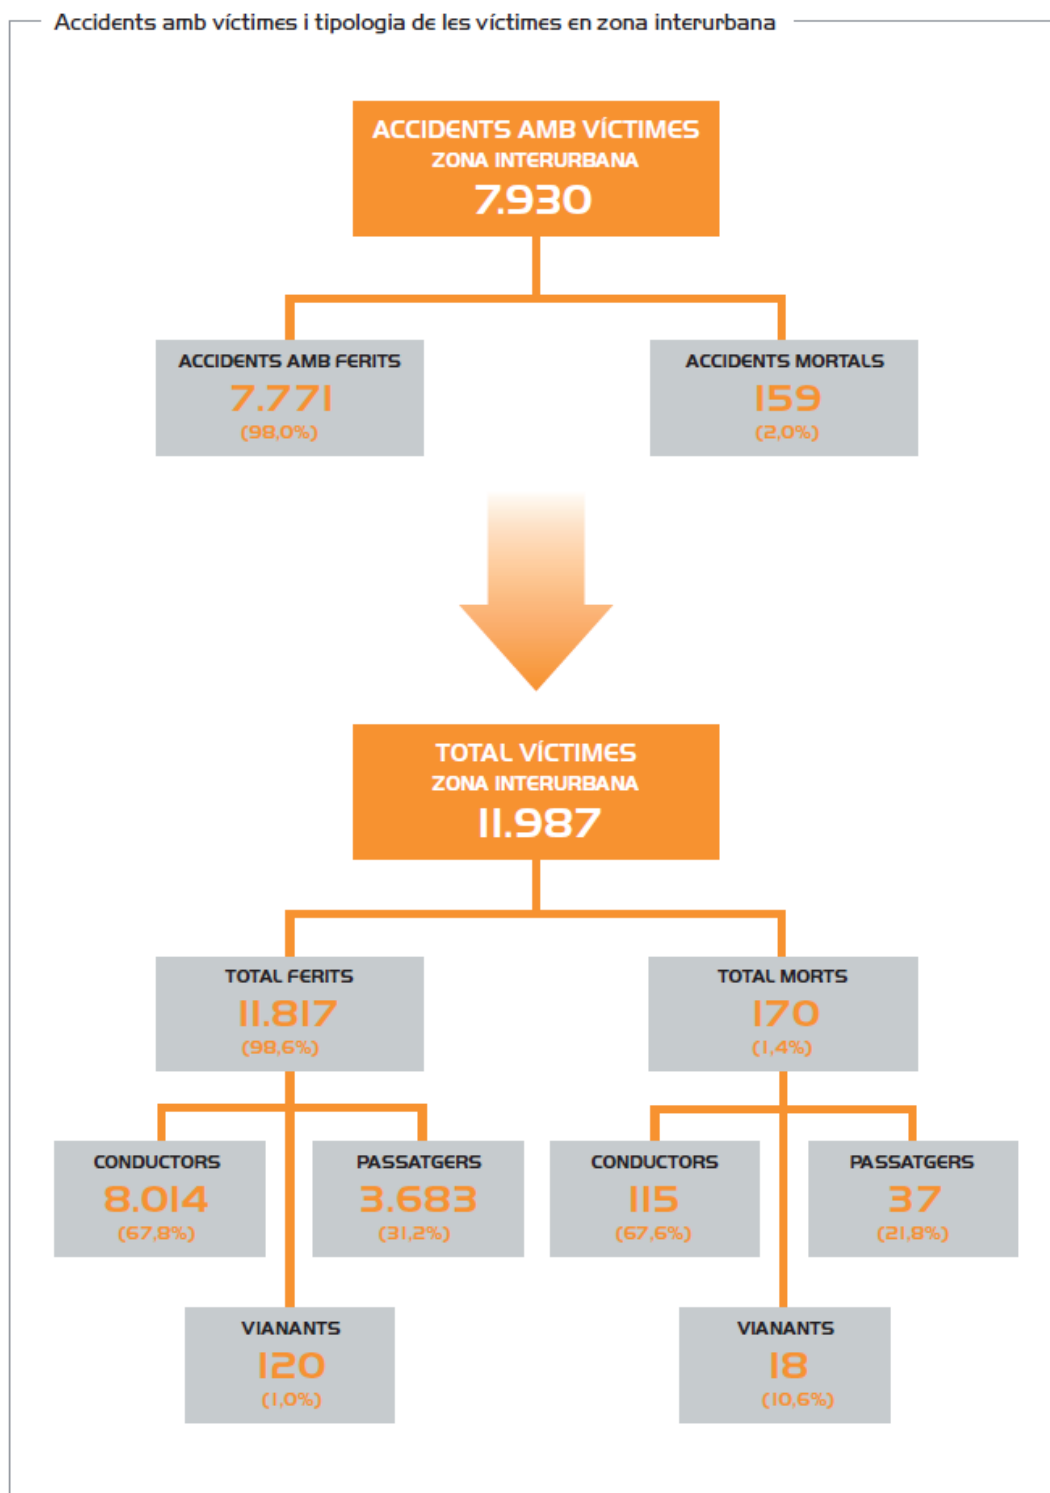 Accidents amb víctimes i tipologia de les víctimes en zona interurbana
ACCIDENTS AMB VÍCTIMES
ZONA INTERURBANA
7.930
ACCIDENTS AMB FERITS
7.771
(98,0%)
ACCIDENTS MORTALS
159
(2,0%)
TOTAL VÍCTIMES
ZONA INTERURBANA
11.987
TOTAL FERITS
11.817
(98,6%)
TOTAL MORTS
170
(1,4%)
CONDUCTORS
8.014
(67,8%)
PASSATGERS
3.683
(31,2%)
CONDUCTORS
115
(67,6%)
PASSATGERS
37
(21,8%)
VIANANTS
120
(1,0%)
VIANANTS
18
(10,6%)